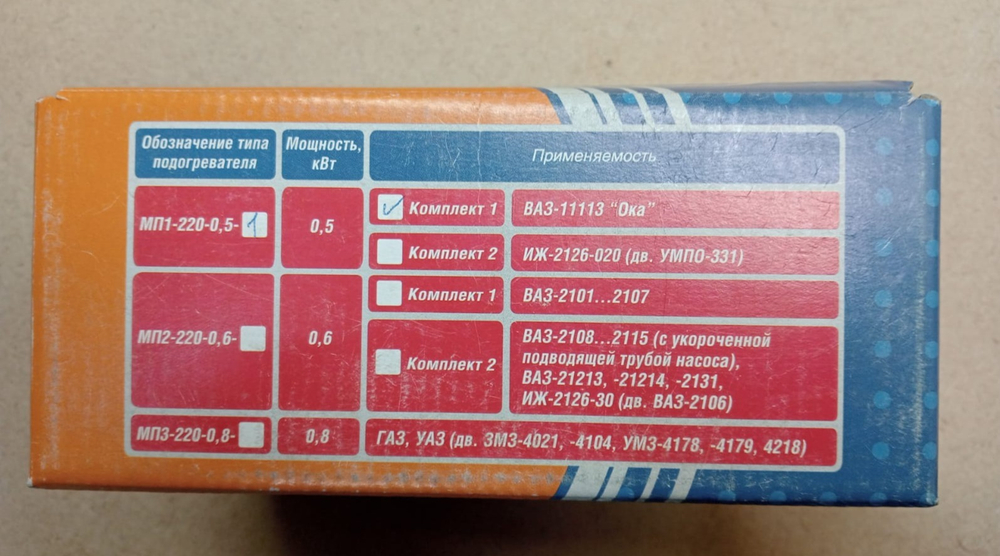 Обозначение типа
подогревателя
Мощность,
кВт
Применяемость
МП1-220-0,5- 1
0,5
✓ Комплект 1
ВАЗ-11113 "Ока"
Комплект 2
ИЖ-2126-020 (дв. УМПО-331)
МП2-220-0,6-
0,6
Комплект 1
ВАЗ-2101...2107
Комплект 2
ВАЗ-2108...2115 (с укороченной
подводящей трубой насоса),
ВАЗ-21213, -21214, -2131,
ИЖ-2126-30 (дв. ВАЗ-2106)
МП3-220-0,8-
0,8
ГАЗ, УАЗ (дв. ЗМЗ-4021, -4104, УМЗ-4178, -4179, 4218)